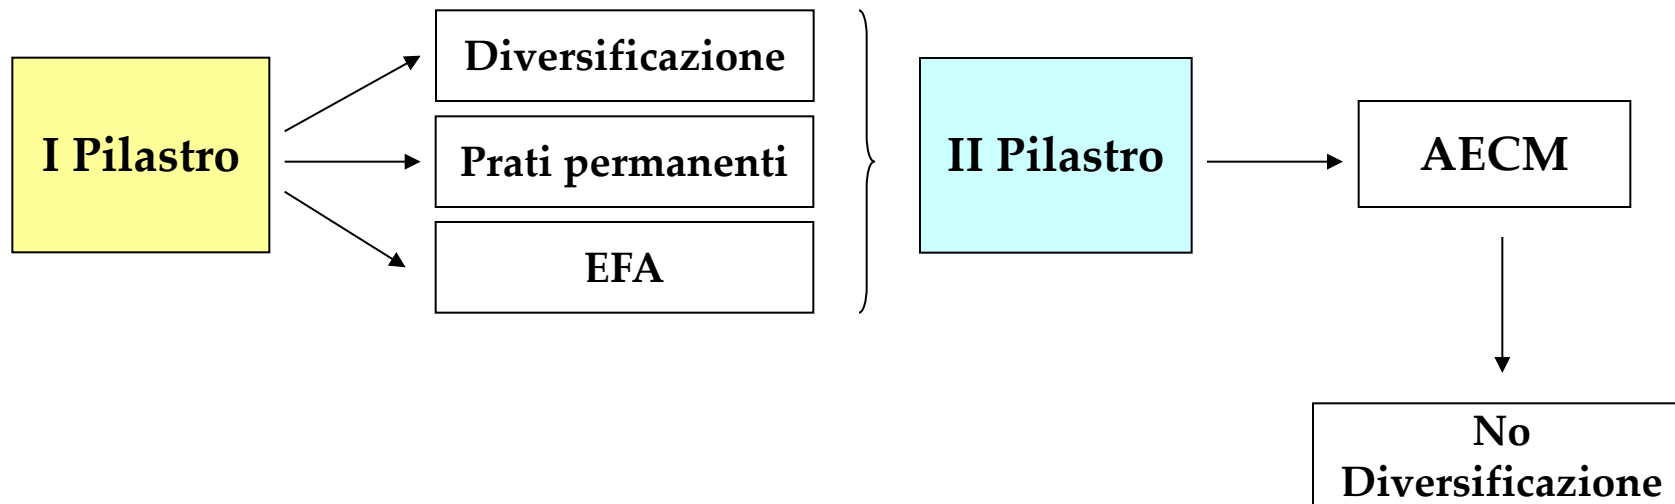 I Pilastro
Diversificazione
Prati permanenti
EFA
II Pilastro
AECM
No
Diversificazione